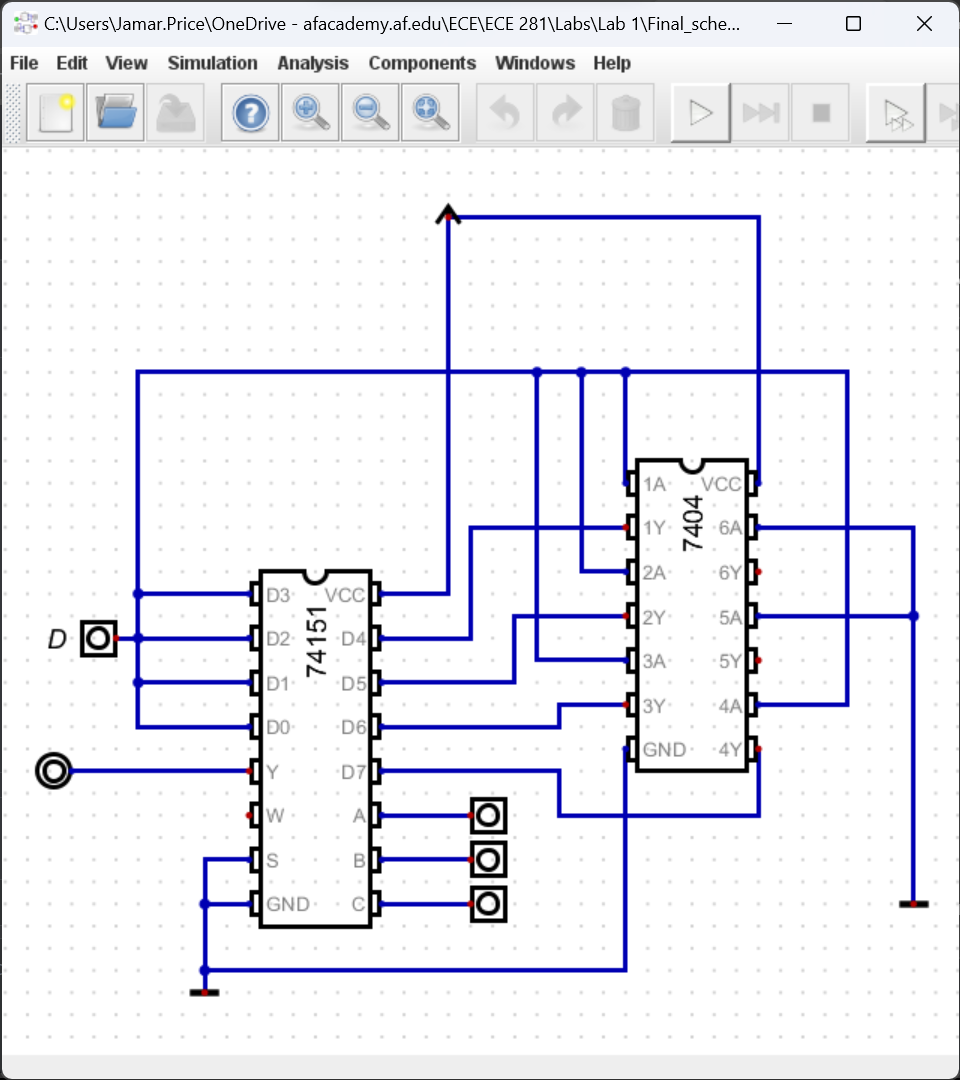 C:\Users\Jamar.Price\OneDrive - afacademy.af.edu\ECE\ECE 281\Labs\Lab 1\Final_sche...
File Edit View Simulation Analysis Components Windows Help
1A VCC
1Y 6A
2A 6Y
2Y 5A
3A 5Y
3Y 4A
GND 4Y
7404
D
D3 VCC
D2 D4
D1 D5
D0 D6
Y D7
W A
S B
GND C
74151